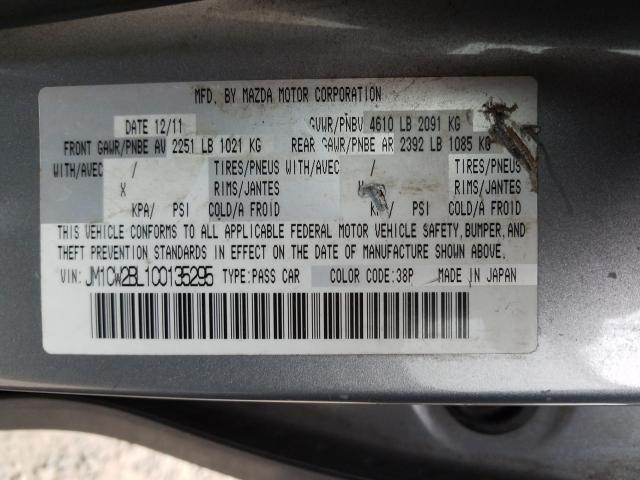 MFD. BY MAZDA MOTOR CORPORATION
DATE 12/11 GVWR/PNBV 4610 LB 2091 KG
FRONT GAWR/PNBE AV 2251 LB 1021 KG REAR GAWR/PNBE AR 2392 LB 1085 KG
WITH/AVEC / TIRES/PNEUS WITH/AVEC / TIRES/PNEUS
X RIMS/JANTES X RIMS/JANTES
KPA/ PSI COLD/A FROID KPA/ PSI COLD/A FROID
THIS VEHICLE CONFORMS TO ALL APPLICABLE FEDERAL MOTOR VEHICLE SAFETY, BUMPER, AND
THEFT PREVENTION STANDARDS IN EFFECT ON THE DATE OF MANUFACTURE SHOWN ABOVE.
VIN: JM1CW2BL1C0135295 TYPE: PASS CAR COLOR CODE: 38P MADE IN JAPAN